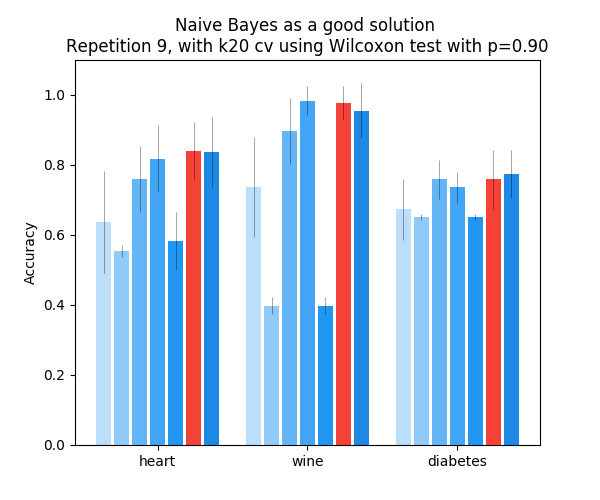 Naive Bayes as a good solution
Repetition 9, with k20 cv using Wilcoxon test with p=0.90
1.0
0.8
0.6
0.4
0.2
0.0
Accuracy
heart
wine
diabetes